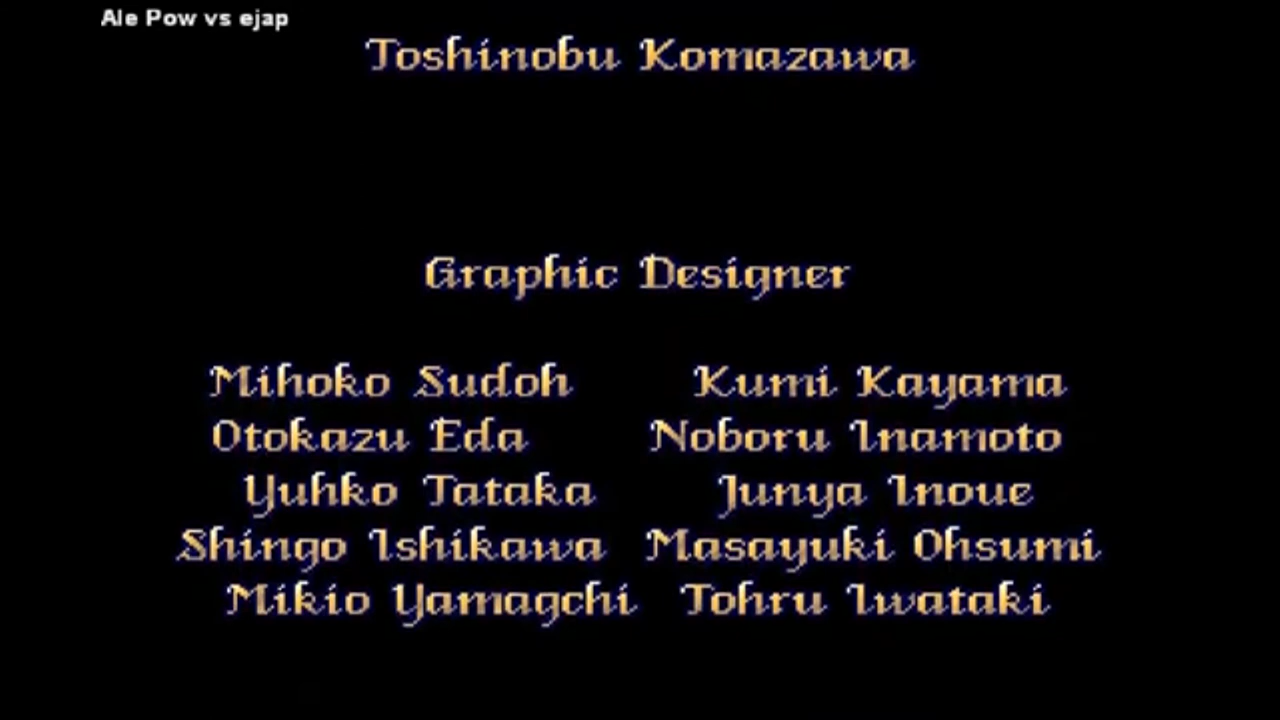 Ale Pow vs ejap
Toshinobu Komazawa
Graphic Designer
Mihoko Sudoh Kumi Kayama
Otokazu Eda Noboru Inamoto
Yuhko Tataka Junya Inoue
Shingo Ishikawa Masayuki Ohsumi
Mikio Yamagchi Tohru Iwataki